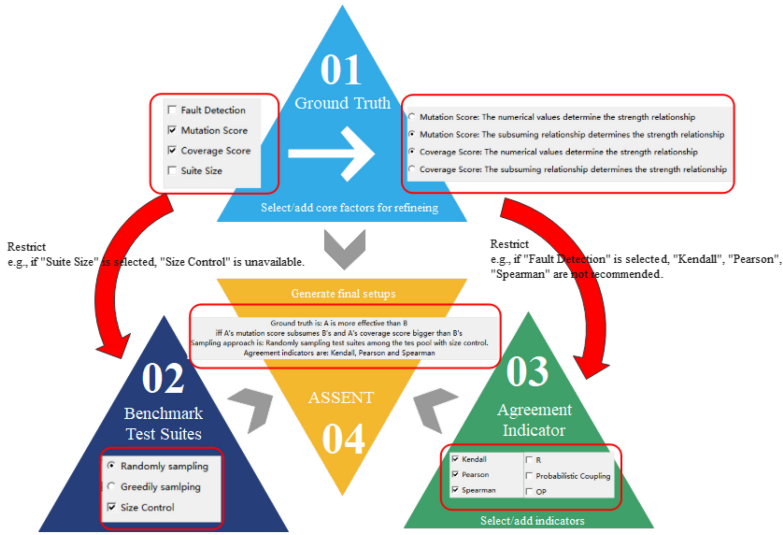 01
Ground Truth
Fault Detection
Mutation Score
Coverage Score
Suite Size
Mutation Score: The numerical values determine the strength relationship
Mutation Score: The subsuming relationship determines the strength relationship
Coverage Score: The numerical values determine the strength relationship
Coverage Score: The subsuming relationship determines the strength relationship
Select/add core factors for refineing
Restrict
e.g., if "Suite Size" is selected, "Size Control" is unavailable.
Restrict
e.g., if "Fault Detection" is selected, "Kendall", "Pearson",
"Spearman" are not recommended.
Generate final setups
Ground truth is: A is more effective than B
iff A's mutation score subsumes B's and A's coverage score bigger than B's
Sampling approach is: Randomly sampling test suites among the tes pool with size control.
Agreement indicators are: Kendall, Pearson and Spearman
ASSENT
04
02
Benchmark
Test Suites
Randomly sampling
Greedily samlping
Size Control
03
Agreement
Indicator
Kendall
Pearson
Spearman
R
Probabilistic Coupling
OP
Select/add indicators